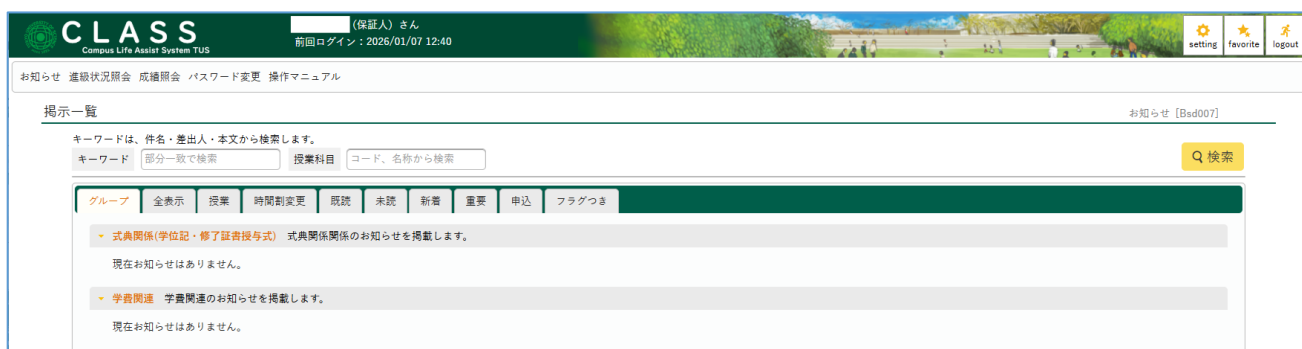 CLASS
Campus Life Assist System TUS
(保証人) さん
前回ログイン：2026/01/07 12:40
setting favorite logout
お知らせ 進級状況照会 成績照会 パスワード変更 操作マニュアル
掲示一覧
お知らせ [Bsd007]
キーワードは、件名・差出人・本文から検索します。
キーワード 部分一致で検索 授業科目 コード、名称から検索 検索
グループ 全表示 授業 時間割変更 既読 未読 新着 重要 申込 フラグつき
式典関係(学位記・修了証書授与式) 式典関係関係のお知らせを掲載します。
現在お知らせはありません。
学費関連 学費関連のお知らせを掲載します。
現在お知らせはありません。